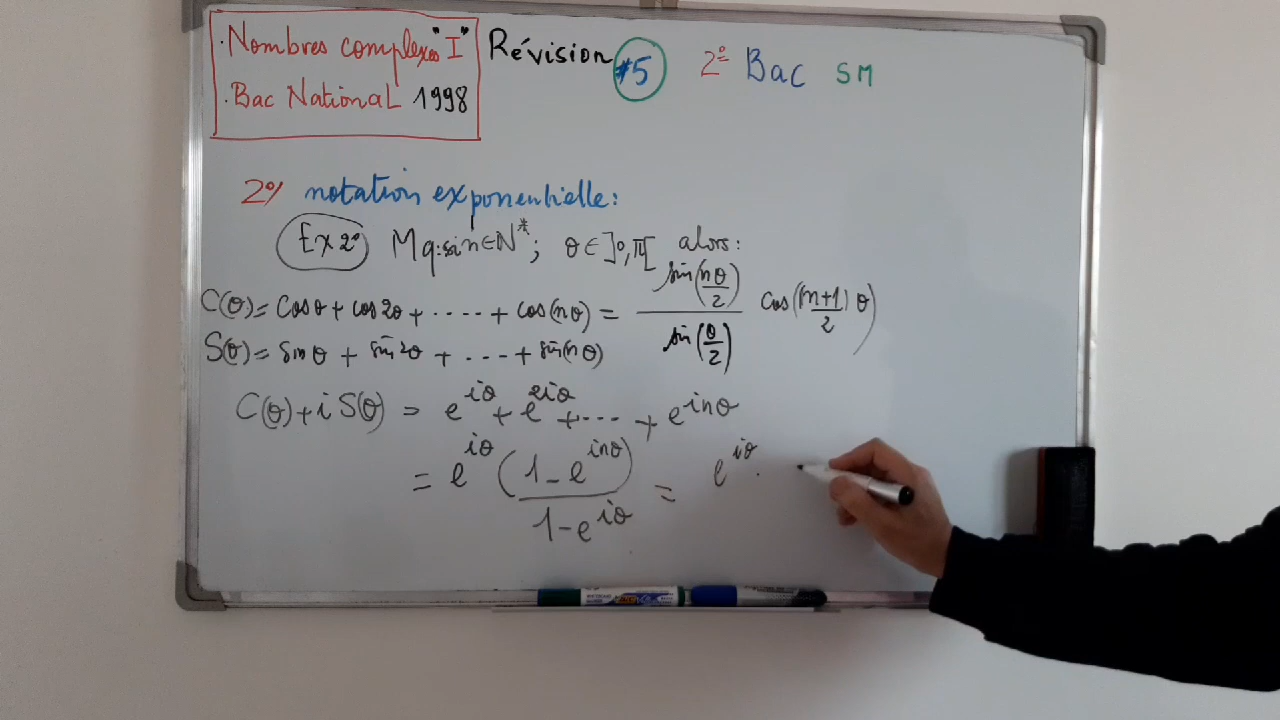 . Nombres complexes "I"
. Bac National 1998
Révision #5 2° Bac SM
2°/ notation exponentielle:
Ex 2° Mq: si n∈N*; θ∈]0,π[ alors:
C(θ) = cosθ + cos2θ + ..... + cos(nθ) = sin(nθ/2) / sin(θ/2) cos((n+1)/2 θ)
S(θ) = sinθ + sin2θ + .... + sin(nθ)
C(θ) + i S(θ) = e^{iθ} + e^{2iθ} + .... + e^{inθ}
= e^{iθ} (1 - e^{inθ}) / 1 - e^{iθ} = e^{iθ} .